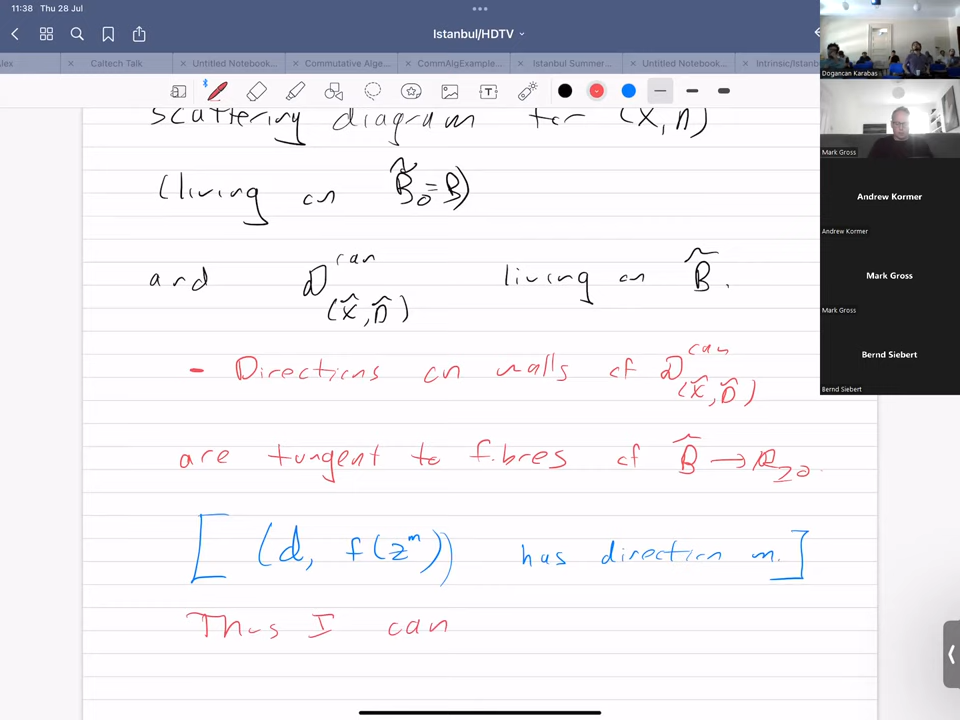 11:38 Thu 28 Jul
Istanbul/HDTV
lex
Caltech Talk
Untitled Notebook...
Commutative Alge...
CommAlgExample...
Istanbul Summer...
Untitled Notebook...
Intrinsic/Istanb
scattering diagram for (X,D)
(living on B̃₀=B)
and 𝔇^can_(X̃,D̃) living on B̃.
- Directions on walls of 𝔇^can_(X̃,D̃)
are tangent to fibres of B̃ → ℝ≥0.
[(d, f(z^m)) has direction m.]
Thus I can
Dogancan Karabas
Mark Gross
Andrew Kormer
Andrew Kormer
Mark Gross
Mark Gross
Bernd Siebert
Bernd Siebert